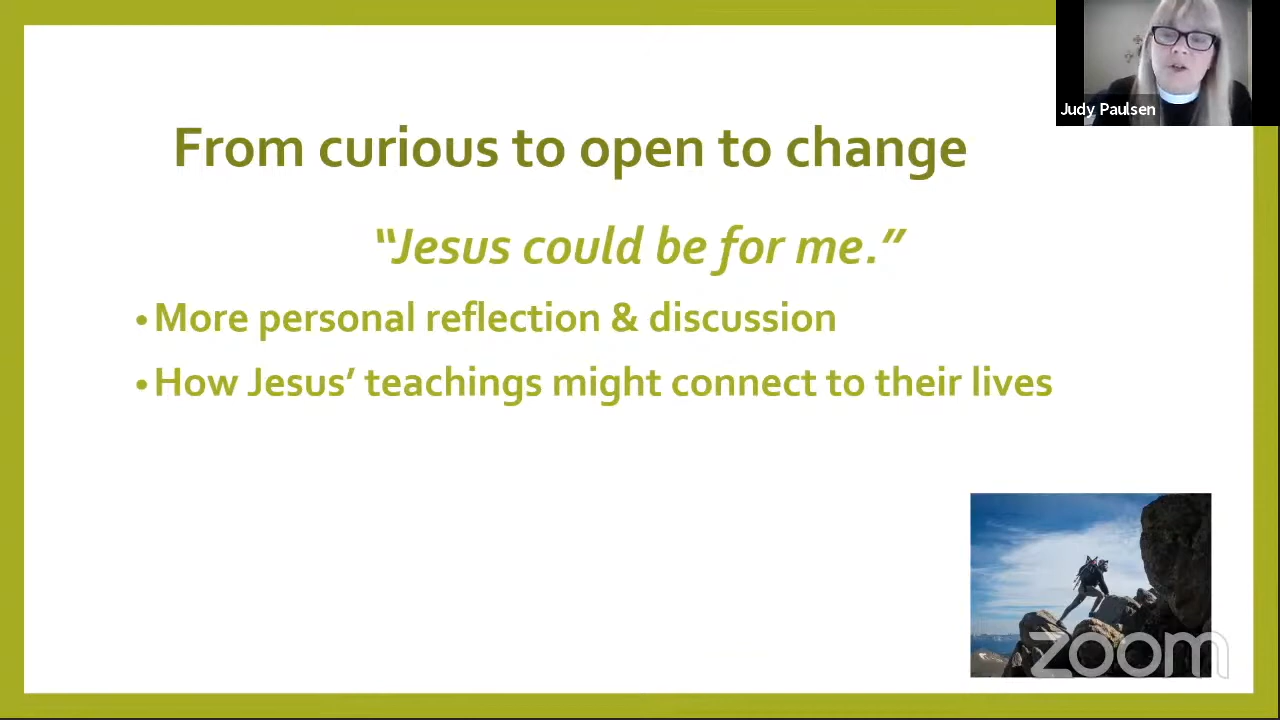 Judy Paulsen
From curious to open to change
“Jesus could be for me.”
•More personal reflection & discussion
•How Jesus’ teachings might connect to their lives
zoom